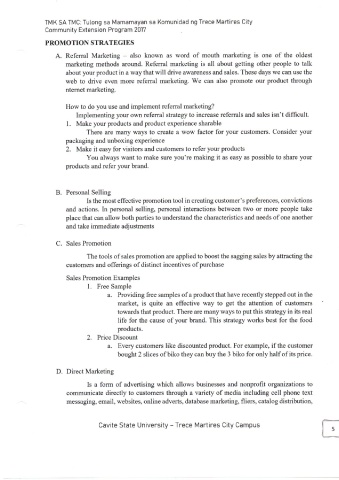 TMK SA TMC: Tulong sa Mamamayan sa Komunidad ng Trece Martires City
Community Extension Program 2017
PROMOTION STRATEGIES
A. Referral Marketing – also known as word of mouth marketing is one of the oldest
marketing methods around. Referral marketing is all about getting other people to talk
about your product in a way that will drive awareness and sales. These days we can use the
web to drive even more referral marketing. We can also promote our product through
nternet marketing.
How do you use and implement referral marketing?
Implementing your own referral strategy to increase referrals and sales isn't difficult.
1. Make your products and product experience sharable
There are many ways to create a wow factor for your customers. Consider your
packaging and unboxing experience
2. Make it easy for visitors and customers to refer your products
You always want to make sure you're making it as easy as possible to share your
products and refer your brand.
B. Personal Selling
Is the most effective promotion tool in creating customer's preferences, convictions
and actions. In personal selling, personal interactions between two or more people take
place that can allow both parties to understand the characteristics and needs of one another
and take immediate adjustments
C. Sales Promotion
The tools of sales promotion are applied to boost the sagging sales by attracting the
customers and offerings of distinct incentives of purchase
Sales Promotion Examples
1. Free Sample
a. Providing free samples of a product that have recently stepped out in the
market, is quite an effective way to get the attention of customers
towards that product. There are many ways to put this strategy in its real
life for the cause of your brand. This strategy works best for the food
products.
2. Price Discount
a. Every customers like discounted product. For example, if the customer
bought 2 slices of biko they can buy the 3 biko for only half of its price.
D. Direct Marketing
Is a form of advertising which allows businesses and nonprofit organizations to
communicate directly to customers through a variety of media including cell phone text
messaging, email, websites, online adverts, database marketing, fliers, catalog distribution,
Cavite State University – Trece Martires City Campus
5